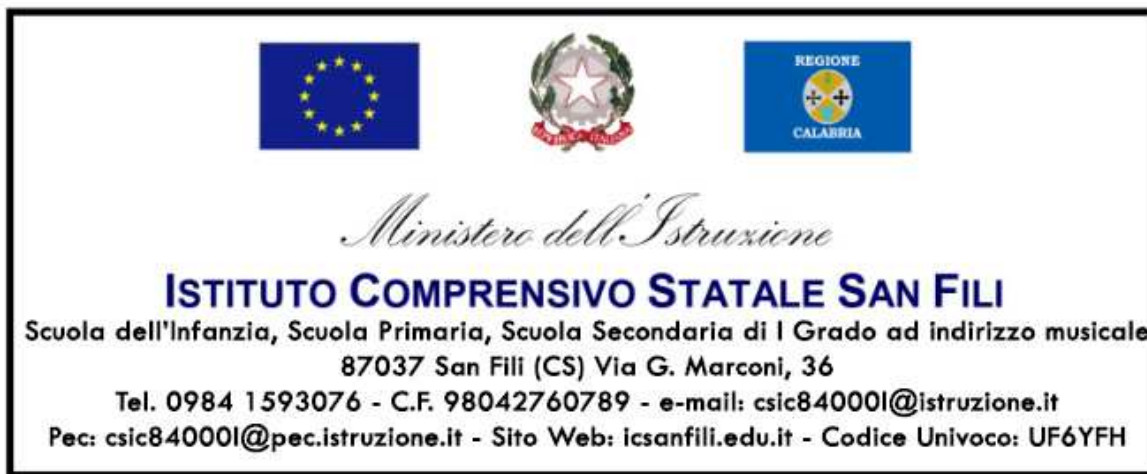 REGIONE
CALABRIA
REPVBBLICA ITALIANA
Ministero dell'Istruzione
ISTITUTO COMPRENSIVO STATALE SAN FILI
Scuola dell'Infanzia, Scuola Primaria, Scuola Secondaria di I Grado ad indirizzo musicale
87037 San Fili (CS) Via G. Marconi, 36
Tel. 0984 1593076 - C.F. 98042760789 - e-mail: csic84000l@istruzione.it
Pec: csic84000l@pec.istruzione.it - Sito Web: icsanfili.edu.it - Codice Univoco: UF6YFH